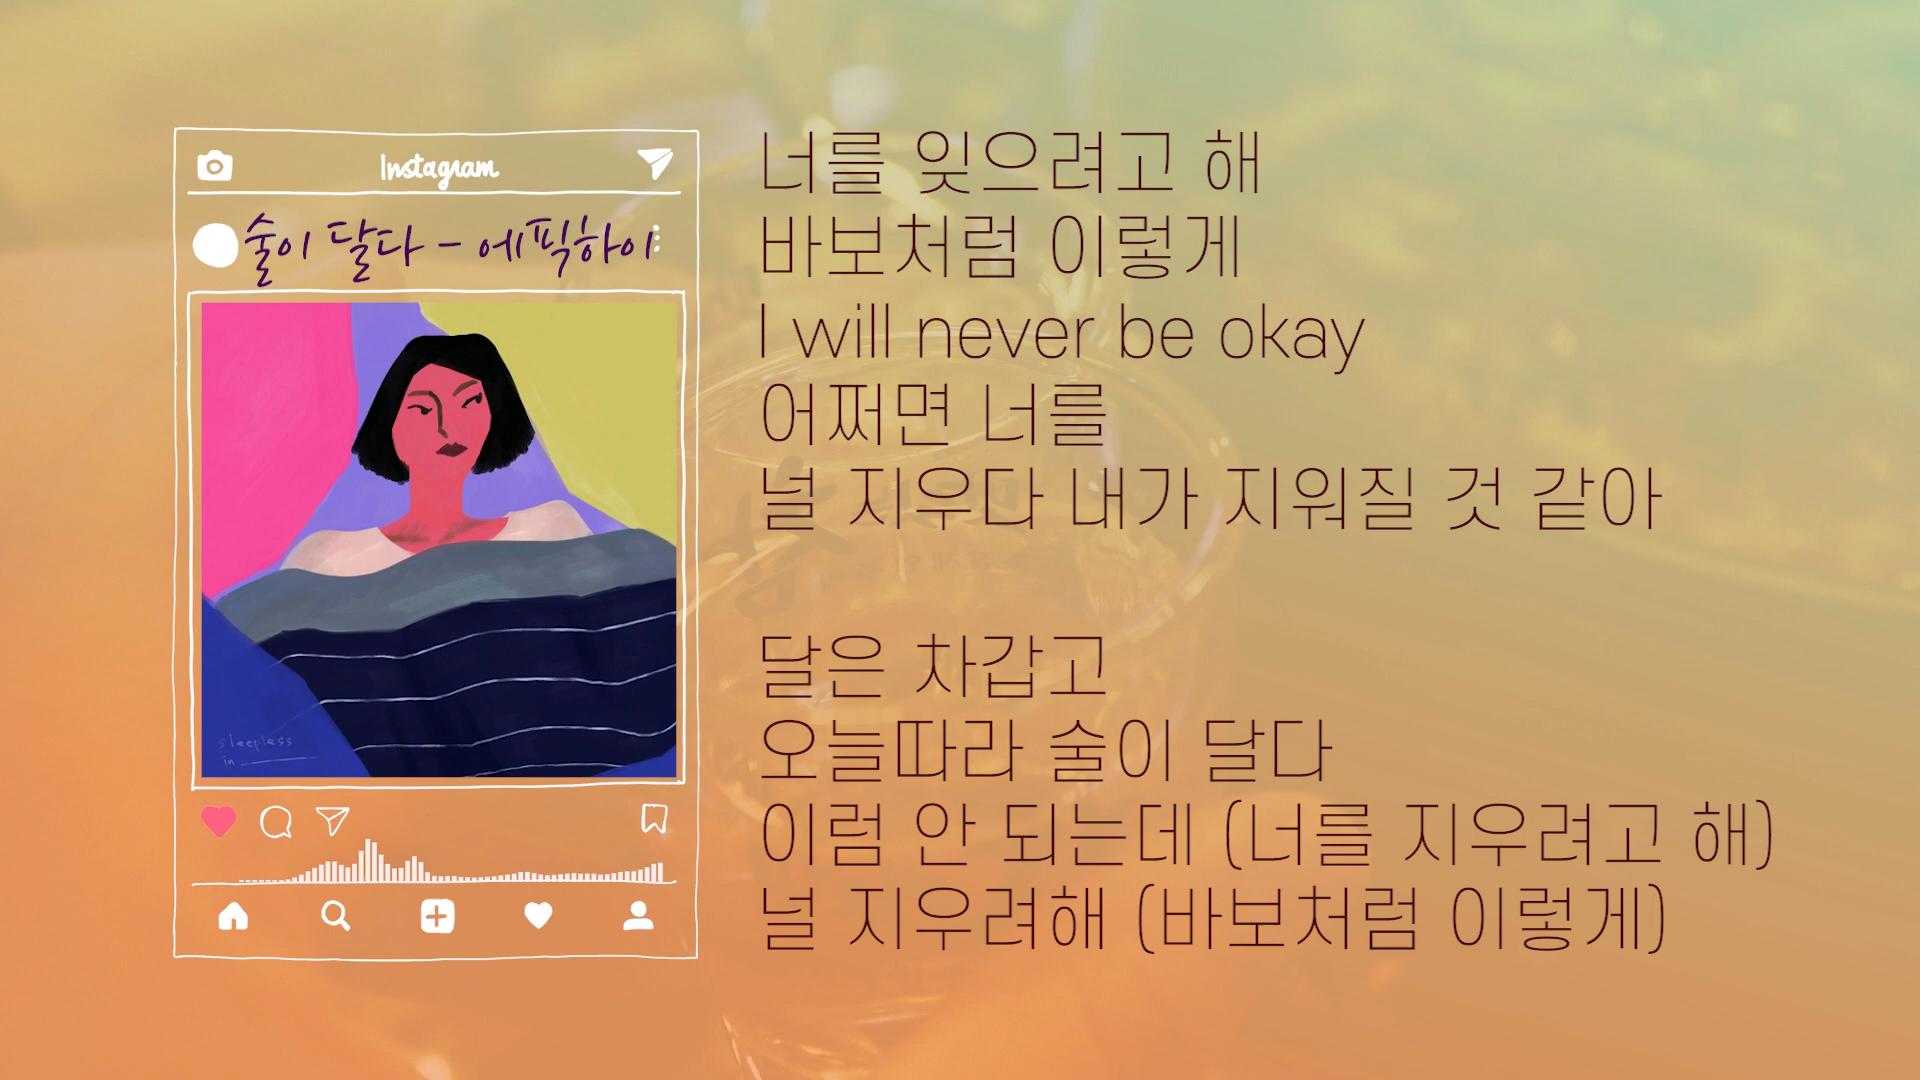 Instagram
술이 달다 - 에픽하이
sleepless
in
너를 잊으려고 해
바보처럼 이렇게
I will never be okay
어쩌면 너를
널 지우다 내가 지워질 것 같아
달은 차갑고
오늘따라 술이 달다
이럼 안 되는데 (너를 지우려고 해)
널 지우려해 (바보처럼 이렇게)